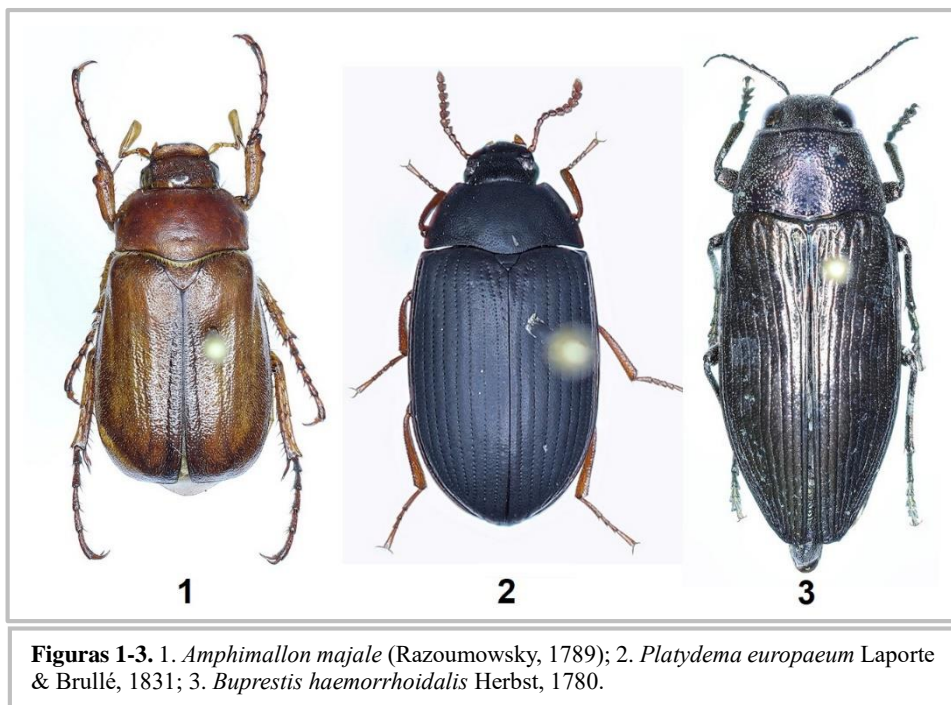 1
2
3
Figuras 1-3. 1. Amphimallon majale (Razoumowsky, 1789); 2. Platydema europaeum Laporte
& Brullé, 1831; 3. Buprestis haemorrhoidalis Herbst, 1780.